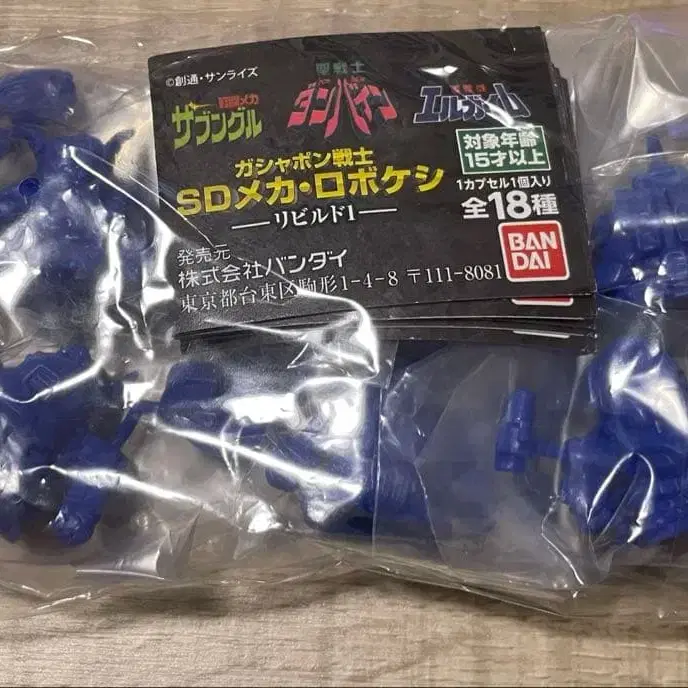 ©創通・サンライズ
戦闘メカ
ザブングル
聖戦士
ダンバイン
エルガイム
対象年齢
15才以上
ガシャポン戦士
SDメカ・ロボケシ
―リビルド1―
1カプセル1個入り
全18種
BAN
DAI
発売元
株式会社バンダイ
東京都台東区駒形1-4-8 〒111-8081